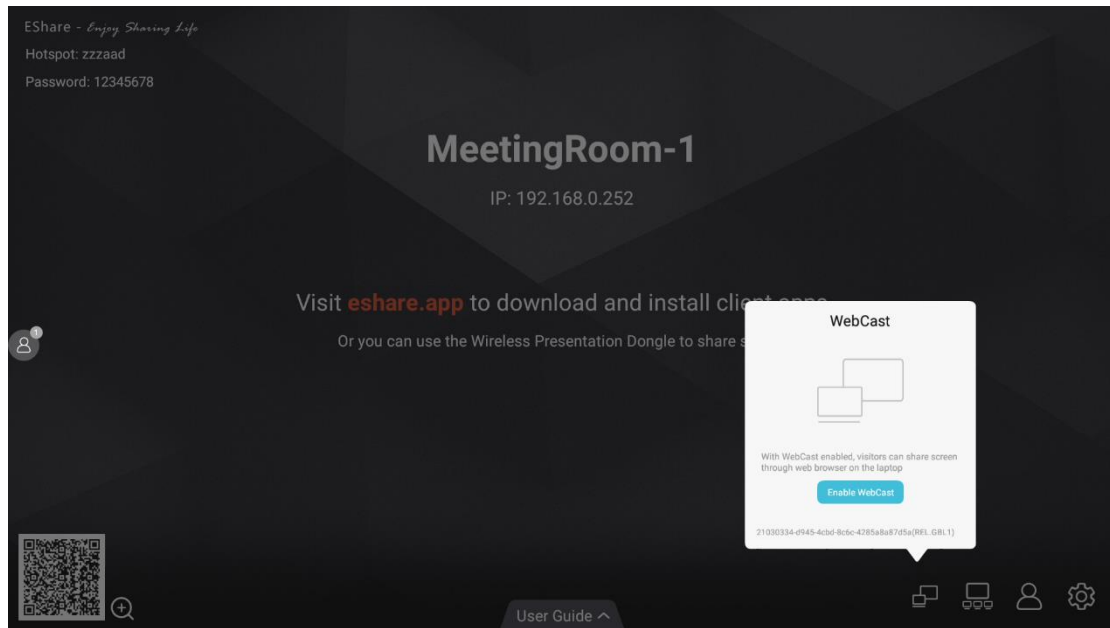 EShare - Enjoy Sharing Life
Hotspot: zzzaad
Password: 12345678
MeetingRoom-1
IP: 192.168.0.252
Visit eshare.app to download and install client apps
Or you can use the Wireless Presentation Dongle to share
1
WebCast
With WebCast enabled, visitors can share screen
through web browser on the laptop
Enable WebCast
21030334-d945-4cbd-8c6c-4285a8a87d5a(REL.GBL1)
User Guide